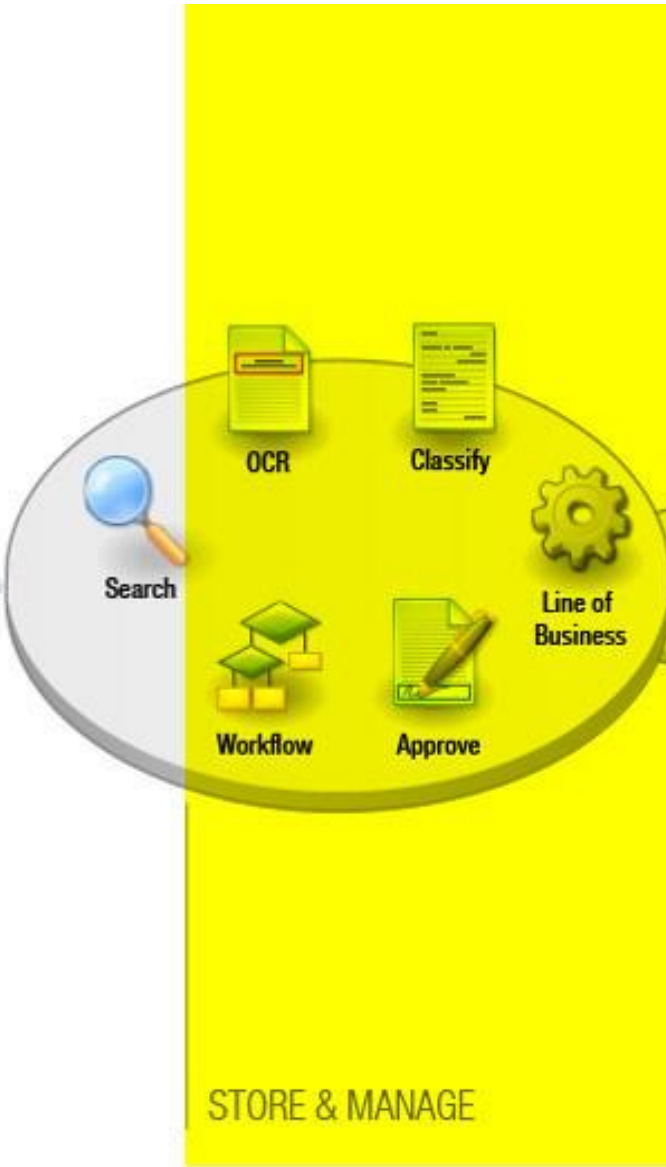 OCR
Classify
Search
Line of
Business
Workflow
Approve
STORE & MANAGE